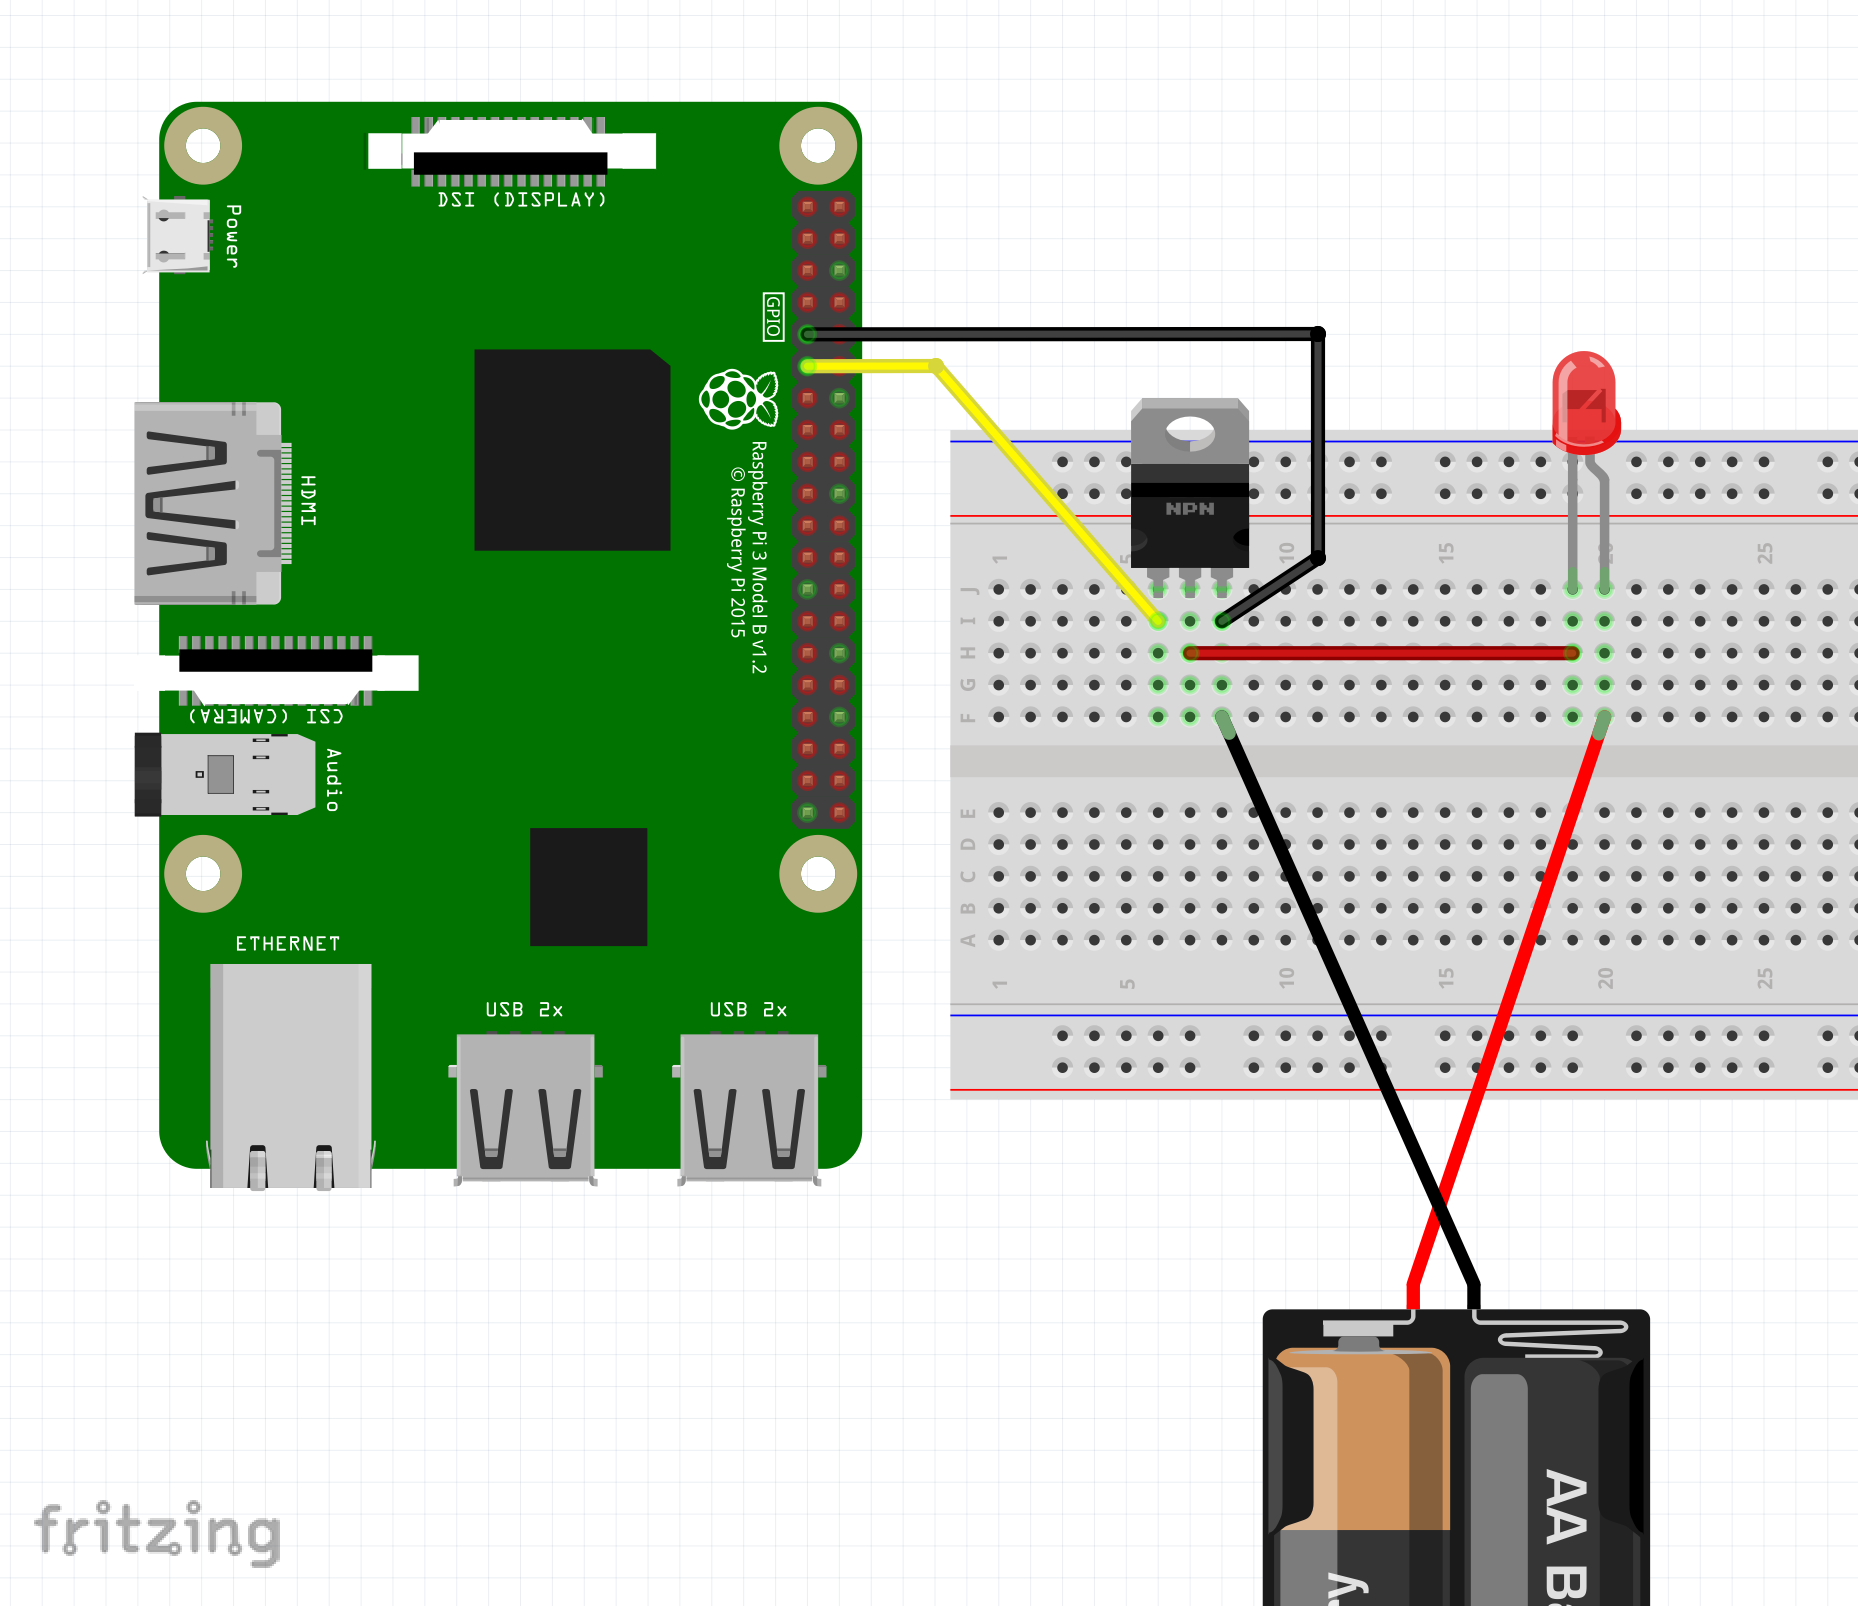 DSI (DISPLAY)
Power
GPIO
HDMI
Raspberry Pi 3 Model B v1.2
© Raspberry Pi 2015
CSI (CAMERA)
Audio
ETHERNET
USB 2x
USB 2x
NPN
1 5 10 15 20 25
J
I
H
G
F
E
D
C
B
A
1 5 10 15 20 25
AA B
y
fritzing